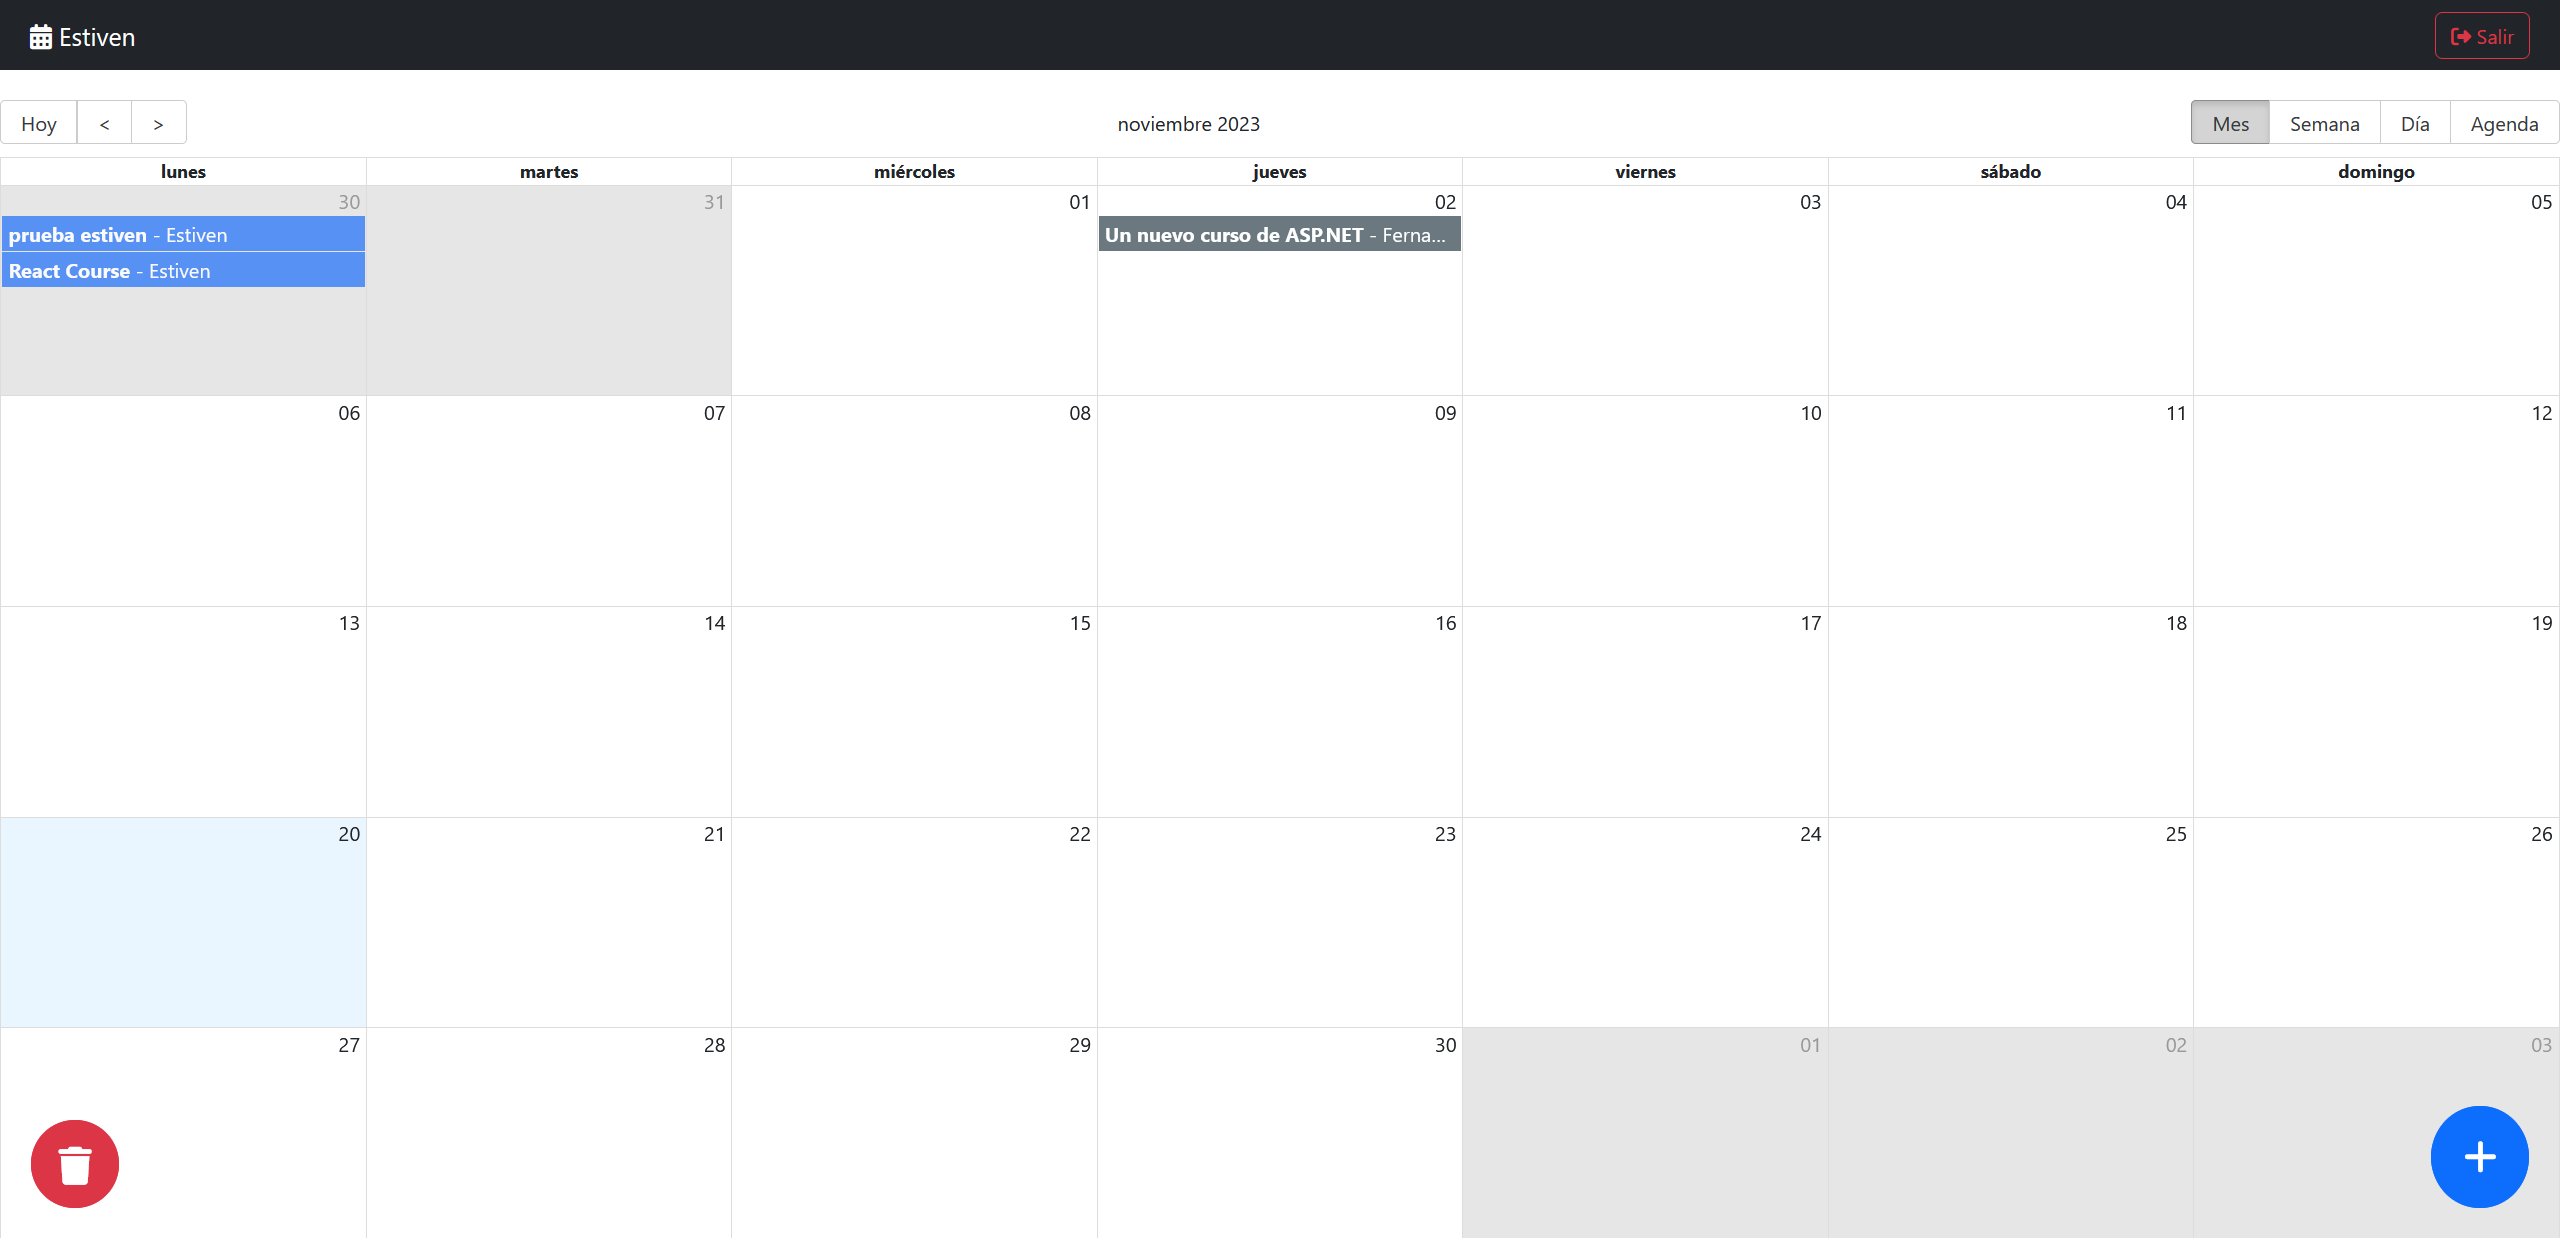 Estiven
Salir
Hoy < >
noviembre 2023
Mes Semana Día Agenda
lunes martes miércoles jueves viernes sábado domingo
30 31 01 02 03 04 05
prueba estiven - Estiven
Un nuevo curso de ASP.NET - Ferna...
React Course - Estiven
06 07 08 09 10 11 12
13 14 15 16 17 18 19
20 21 22 23 24 25 26
27 28 29 30 01 02 03